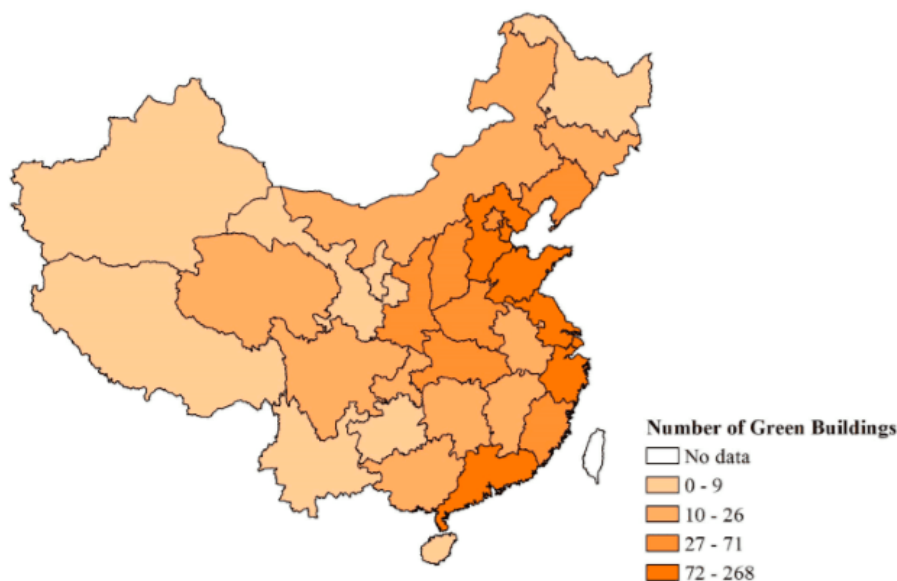 Number of Green Buildings
No data
0 - 9
10 - 26
27 - 71
72 - 268